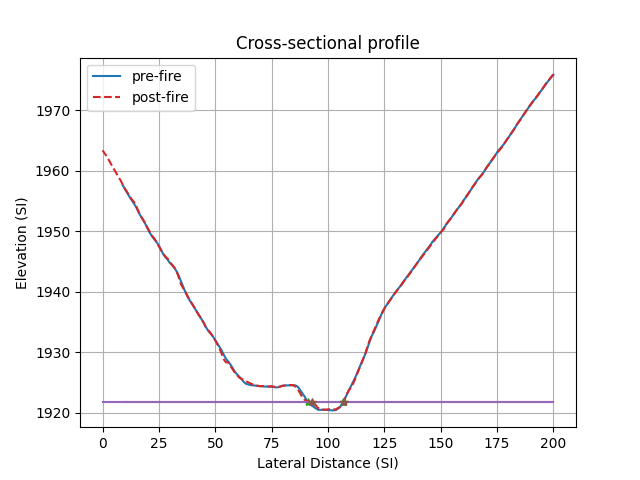 Cross-sectional profile
pre-fire
post-fire
1970
1960
1950
1940
1930
1920
Elevation (SI)
0 25 50 75 100 125 150 175 200
Lateral Distance (SI)